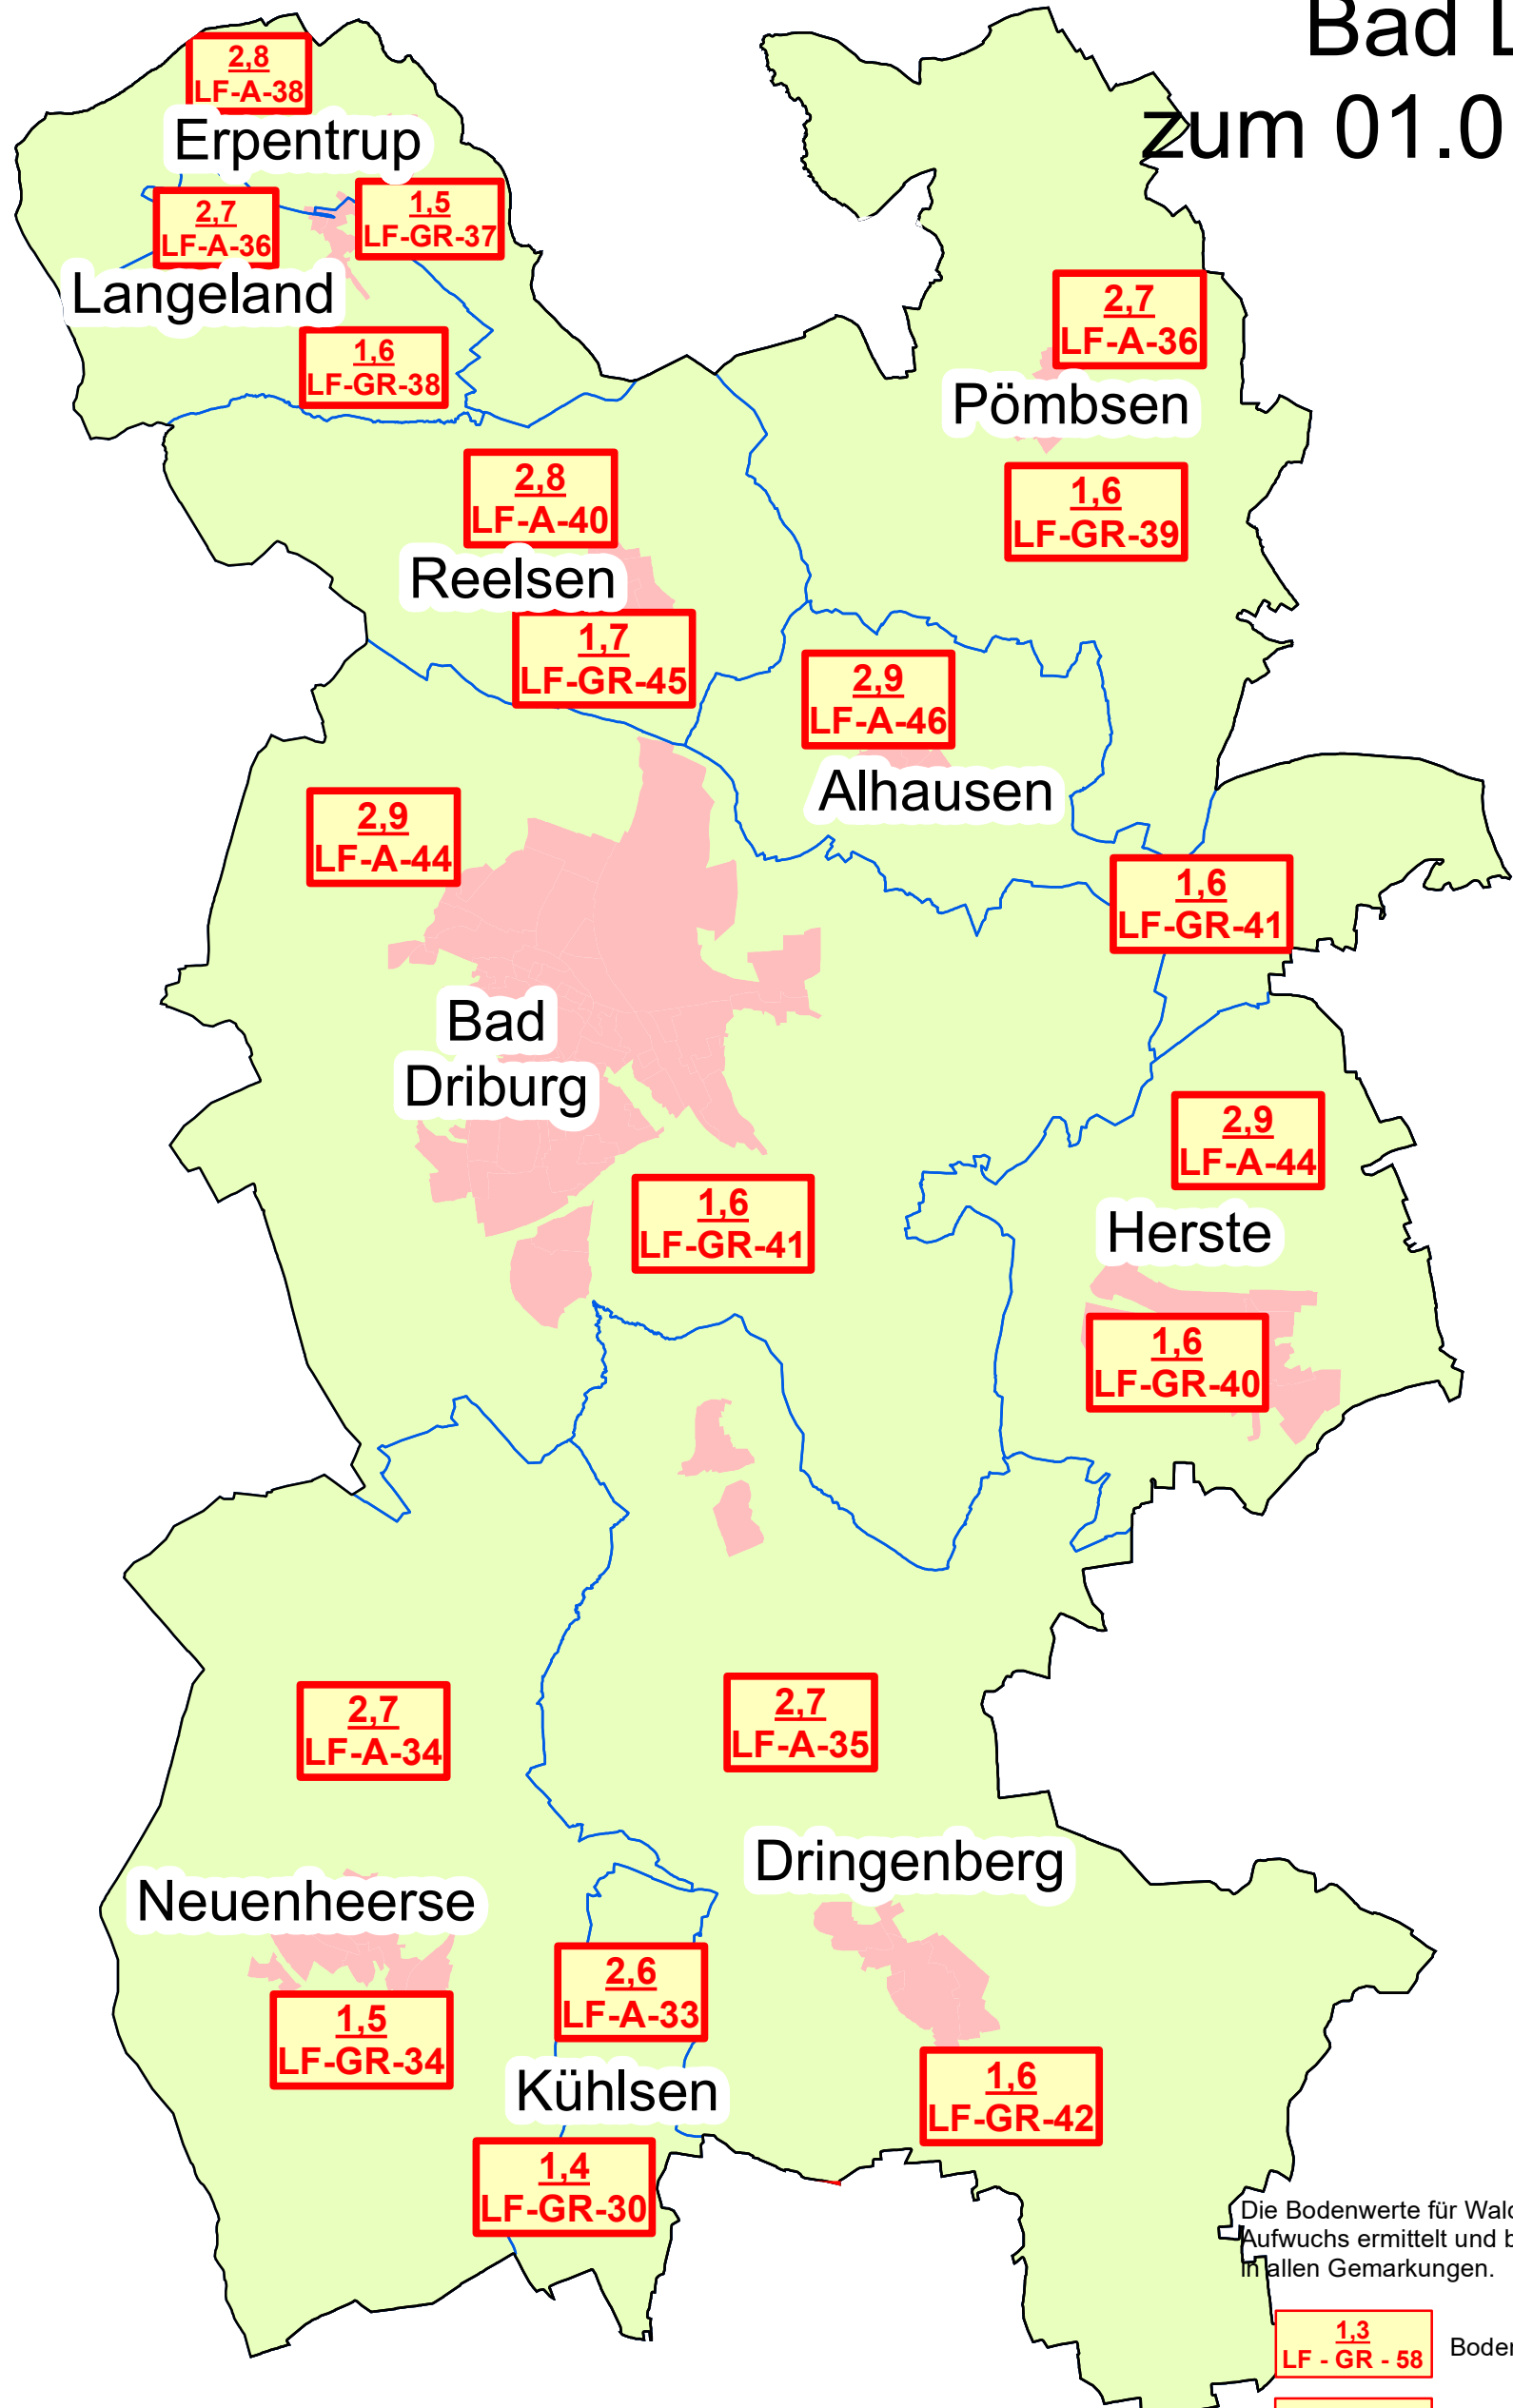 Bad
zum 01.0
2,8
LF-A-38
Erpentrup
2,7
LF-A-36
1,5
LF-GR-37
Langeland
1,6
LF-GR-38
2,7
LF-A-36
Pömbsen
1,6
LF-GR-39
2,8
LF-A-40
Reelsen
1,7
LF-GR-45
2,9
LF-A-46
Alhausen
2,9
LF-A-44
1,6
LF-GR-41
Bad
Driburg
2,9
LF-A-44
1,6
LF-GR-41
Herste
1,6
LF-GR-40
2,7
LF-A-34
2,7
LF-A-35
Dringenberg
Neuenheerse
2,6
LF-A-33
1,5
LF-GR-34
Kühlsen
1,6
LF-GR-42
1,4
LF-GR-30
Die Bodenwerte für
Aufwuchs ermittelt und
in allen Gemarkungen.
1,3
LF - GR - 58